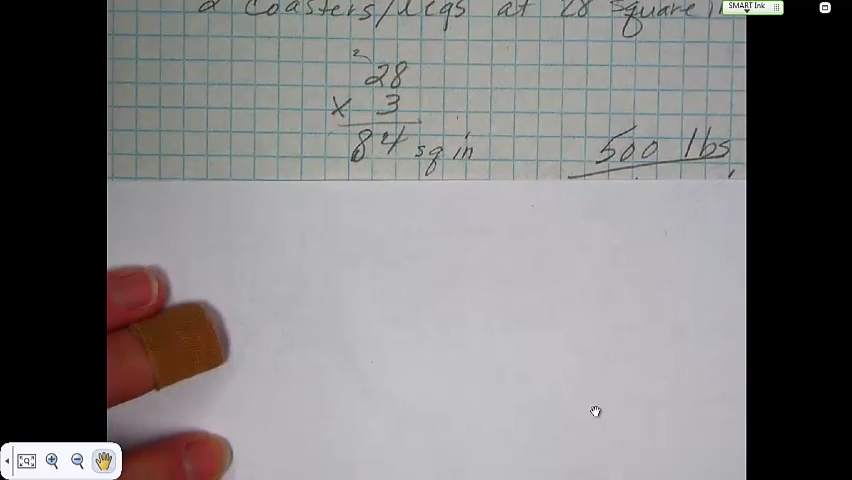 coasters/legs at 28 square
SMART Ink
2
28
x 3
84 sq in
500 lbs